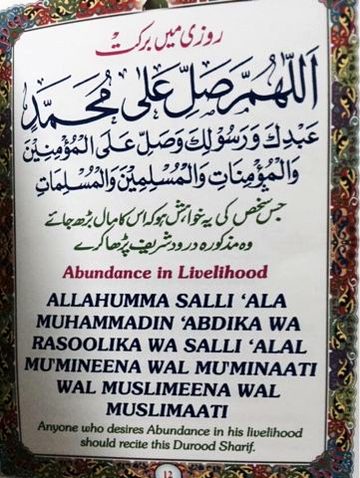 روزی میں برکت
اَللّٰهُمَّ صَلِّ عَلٰی مُحَمَّدٍ
عَبْدِكَ وَرَسُوْلِكَ وَصَلِّ عَلَی الْمُؤْمِنِیْنَ
وَالْمُؤْمِنَاتِ وَالْمُسْلِمِیْنَ وَالْمُسْلِمَاتِ
جس شخص کی یہ خواہش ہو کہ اس کا مال بڑھ جائے
وہ مذکورہ درود شریف پڑھا کرے
Abundance in Livelihood
ALLAHUMMA SALLI ‘ALA
MUHAMMADIN ‘ABDIKA WA
RASOOLIKA WA SALLI ‘ALAL
MU'MINEENA WAL MU'MINAATI
WAL MUSLIMEENA WAL
MUSLIMAATI
Anyone who desires Abundance in his livelihood
should recite this Durood Sharif.
12